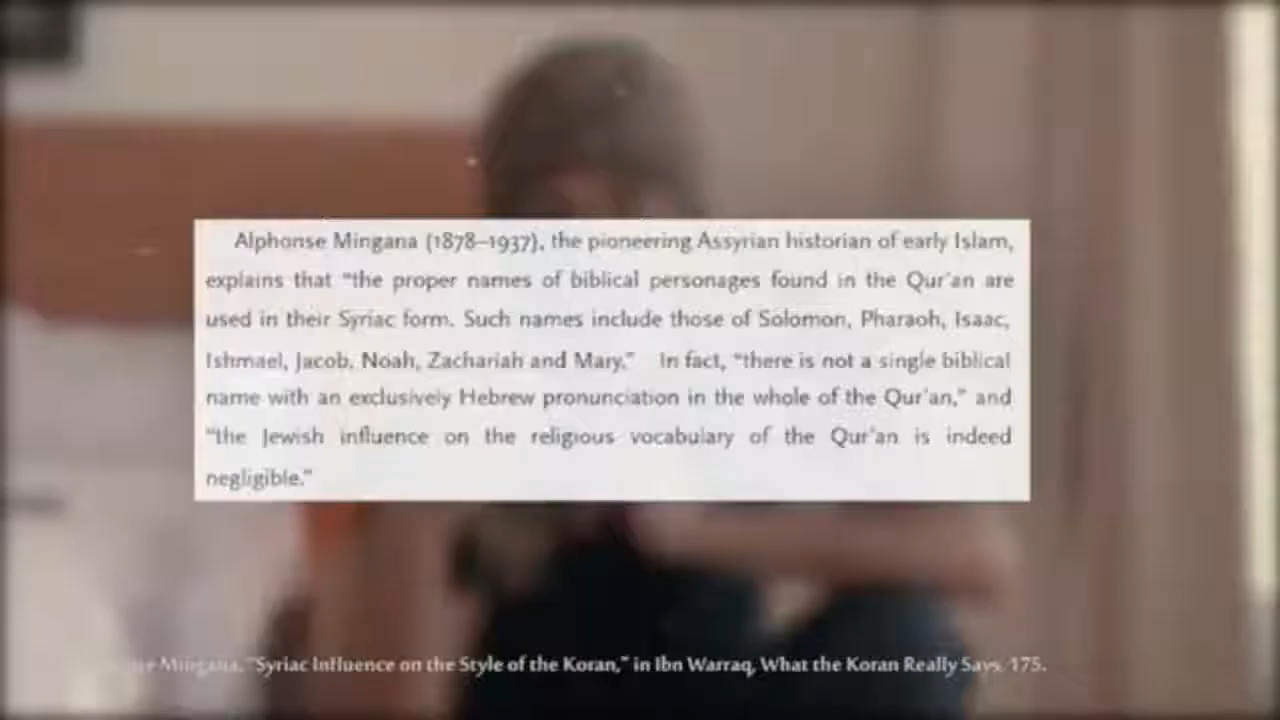 Alphonse Mingana (1878–1937), the pioneering Assyrian historian of early Islam,
explains that “the proper names of biblical personages found in the Qur’an are
used in their Syriac form. Such names include those of Solomon, Pharaoh, Isaac,
Ishmael, Jacob, Noah, Zachariah and Mary.” In fact, “there is not a single biblical
name with an exclusively Hebrew pronunciation in the whole of the Qur’an,” and
“the Jewish influence on the religious vocabulary of the Qur’an is indeed
negligible.”
Mingana, “Syriac Influence on the Style of the Koran,” in Ibn Warraq, What the Koran Really Says, 175.